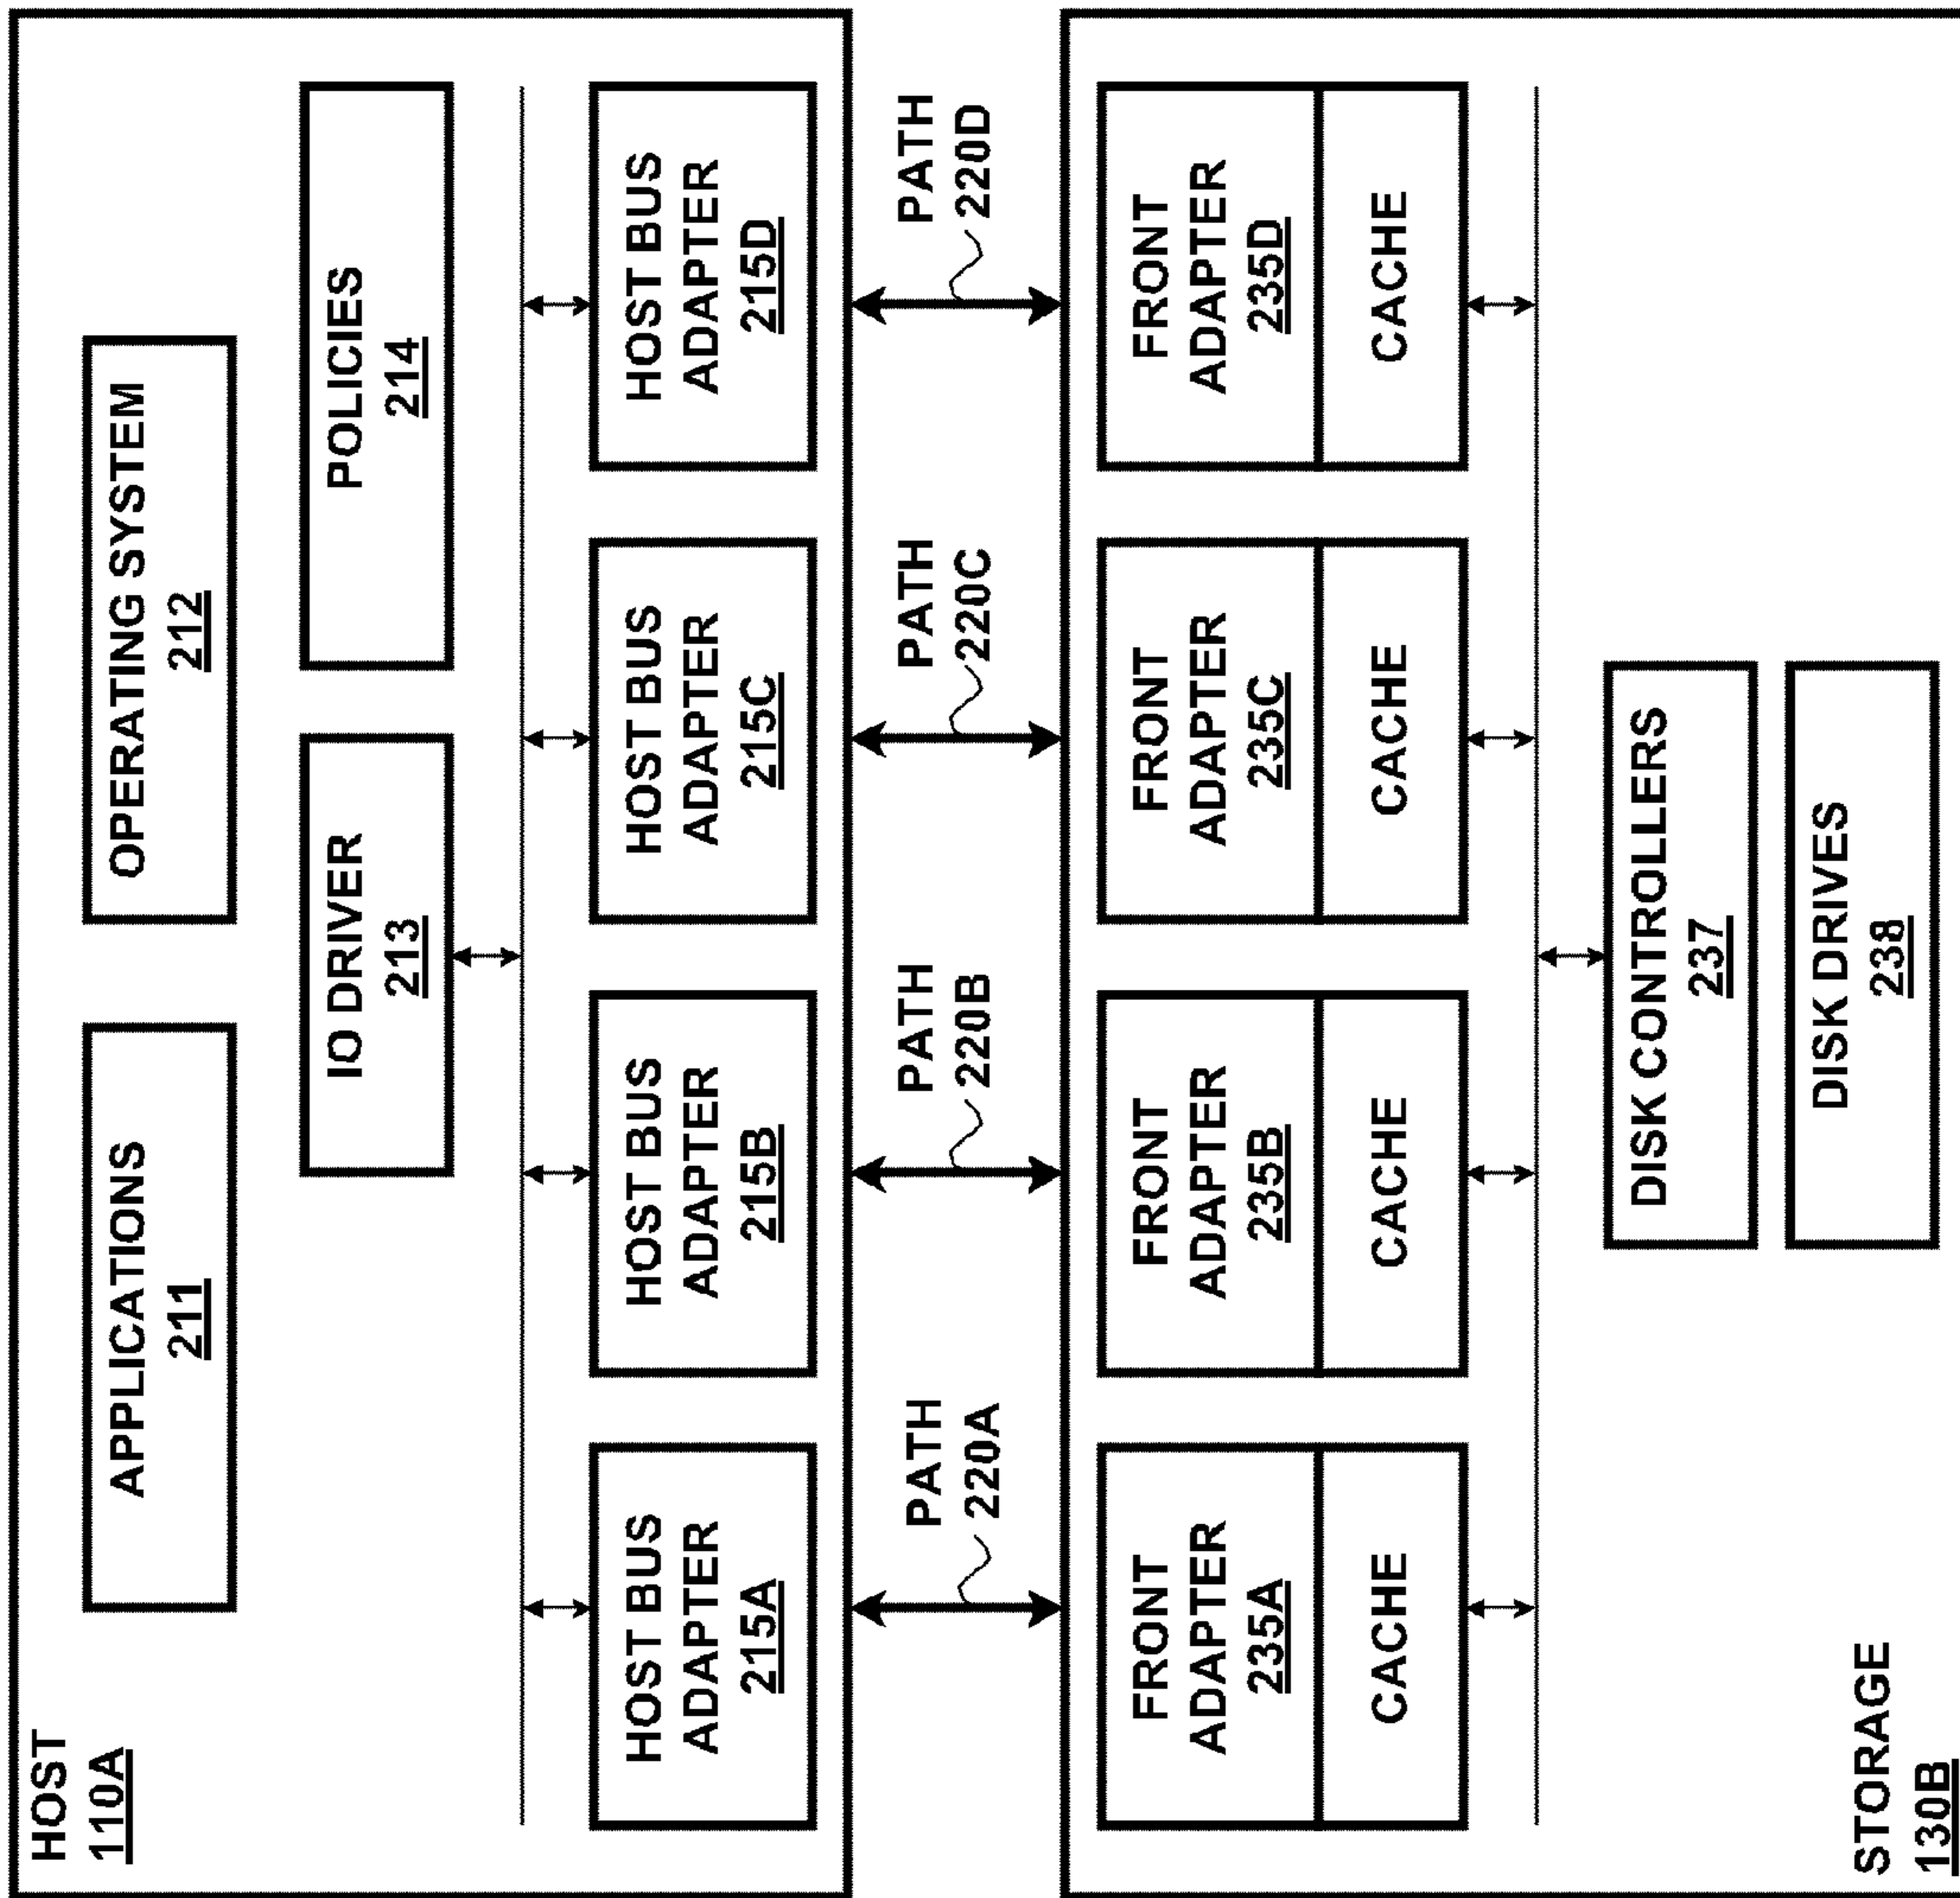 HOST
110A
APPLICATIONS
211
OPERATING SYSTEM
212
IO DRIVER
213
POLICIES
214
HOST BUS
ADAPTER
215A
HOST BUS
ADAPTER
215B
HOST BUS
ADAPTER
215C
HOST BUS
ADAPTER
215D
PATH
220A
PATH
220B
PATH
220C
PATH
220D
FRONT
ADAPTER
235A
CACHE
FRONT
ADAPTER
235B
CACHE
FRONT
ADAPTER
235C
CACHE
FRONT
ADAPTER
235D
CACHE
DISK CONTROLLERS
237
DISK DRIVES
238
STORAGE
130B